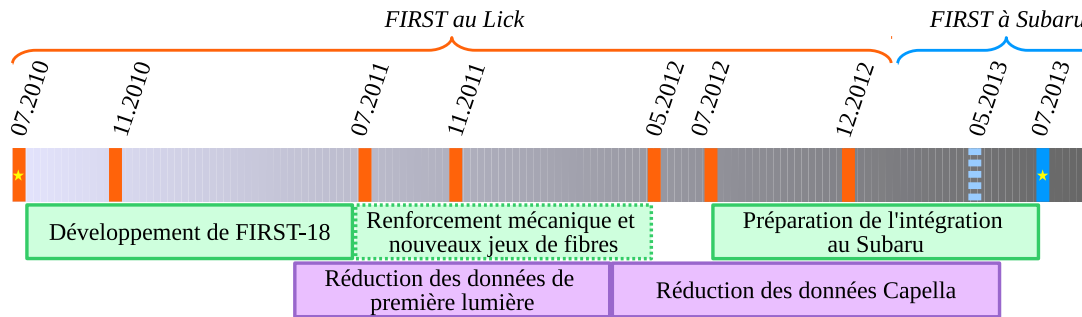 FIRST au Lick
FIRST à Subaru
07.2010
11.2010
07.2011
11.2011
05.2012
07.2012
12.2012
05.2013
07.2013
Développement de FIRST-18
Renforcement mécanique et
nouveaux jeux de fibres
Préparation de l'intégration
au Subaru
Réduction des données de
première lumière
Réduction des données Capella